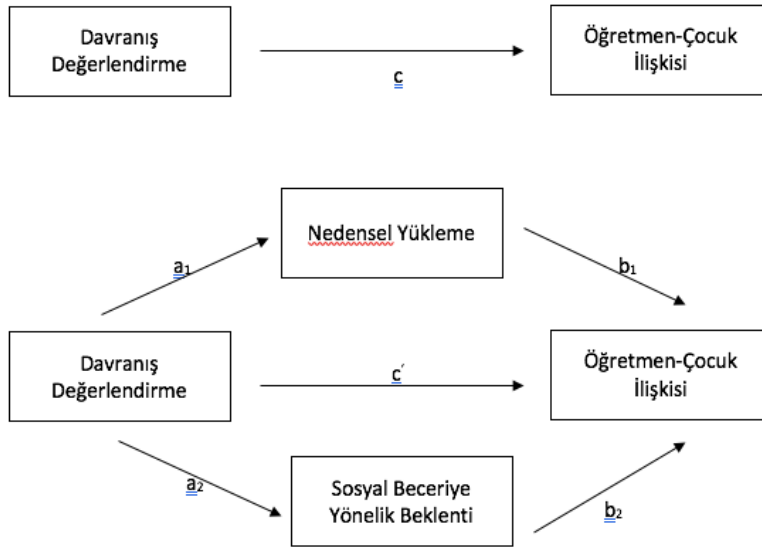 Davranış
Değerlendirme
c
Öğretmen-Çocuk
İlişkisi
Nedensel Yükleme
a1
b1
Davranış
Değerlendirme
c´
Öğretmen-Çocuk
İlişkisi
a2
Sosyal Beceriye
Yönelik Beklenti
b2